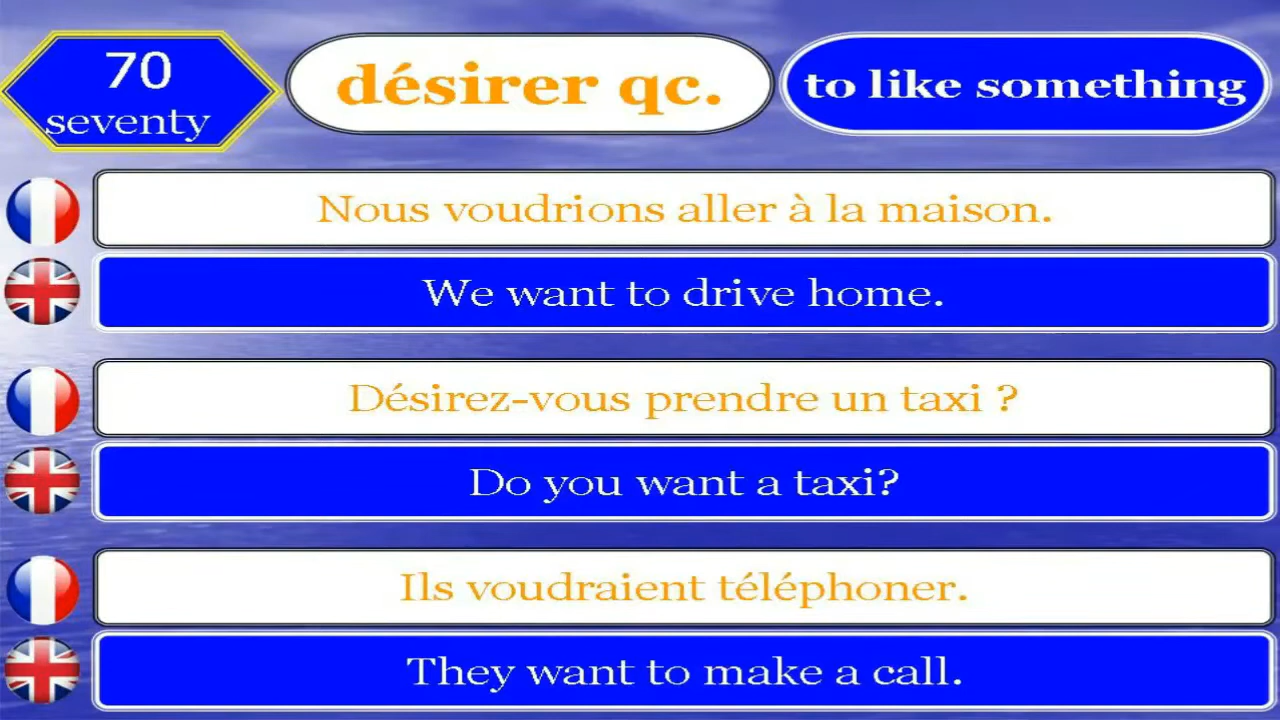 70
seventy
désirer qc.
to like something
Nous voudrions aller à la maison.
We want to drive home.
Désirez-vous prendre un taxi ?
Do you want a taxi?
Ils voudraient téléphoner.
They want to make a call.